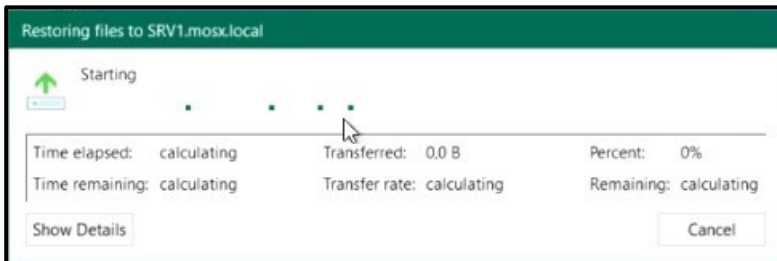 Restoring files to SRV1.mosx.local
Starting
Time elapsed: calculating Transferred: 0,0 B Percent: 0%
Time remaining: calculating Transfer rate: calculating Remaining: calculating
Show Details Cancel